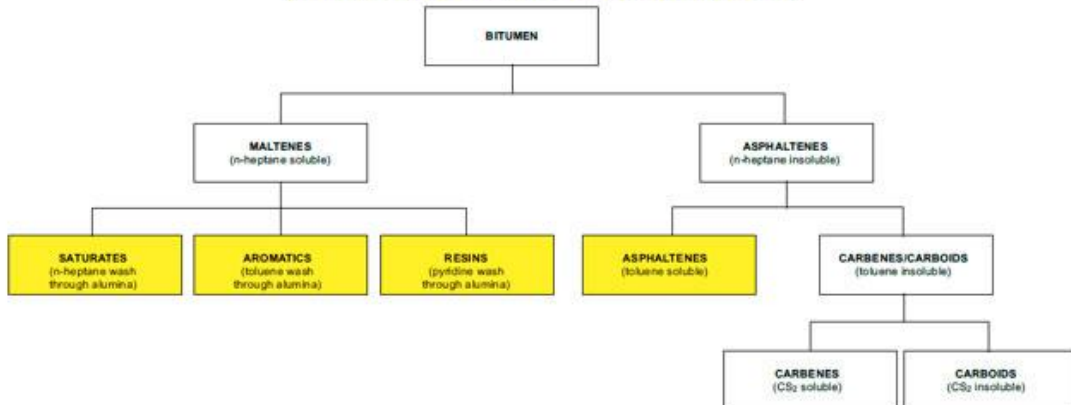 BITUMEN
MALTENES
(n-heptane soluble)
ASPHALTENES
(n-heptane insoluble)
SATURATES
(n-heptane wash
through alumina)
AROMATICS
(toluene wash
through alumina)
RESINS
(pyridine wash
through alumina)
ASPHALTENES
(toluene soluble)
CARBENES/CARBOIDS
(toluene insoluble)
CARBENES
(CS₂ soluble)
CARBOIDS
(CS₂ insoluble)